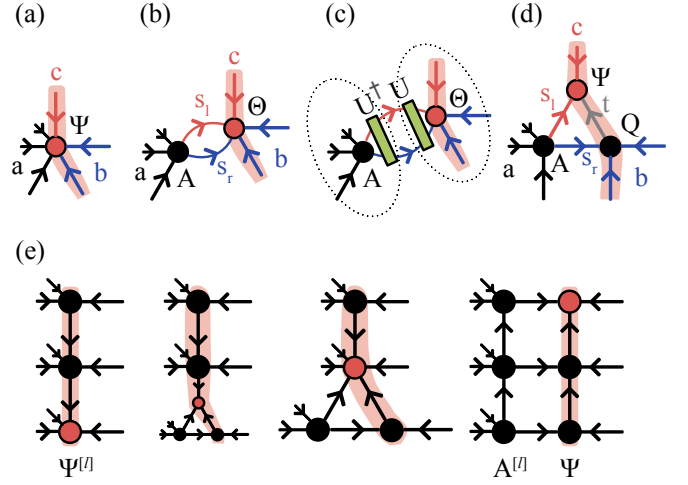 (a)
(b)
(c)
(d)
c
Ψ
a
b
c
s_l
Θ
a
A
s_r
b
c
U†
U
Θ
a
A
b
c
Ψ
s_l
t
Q
a
A
s_r
b
(e)
Ψ^[l]
A^[l]
Ψ